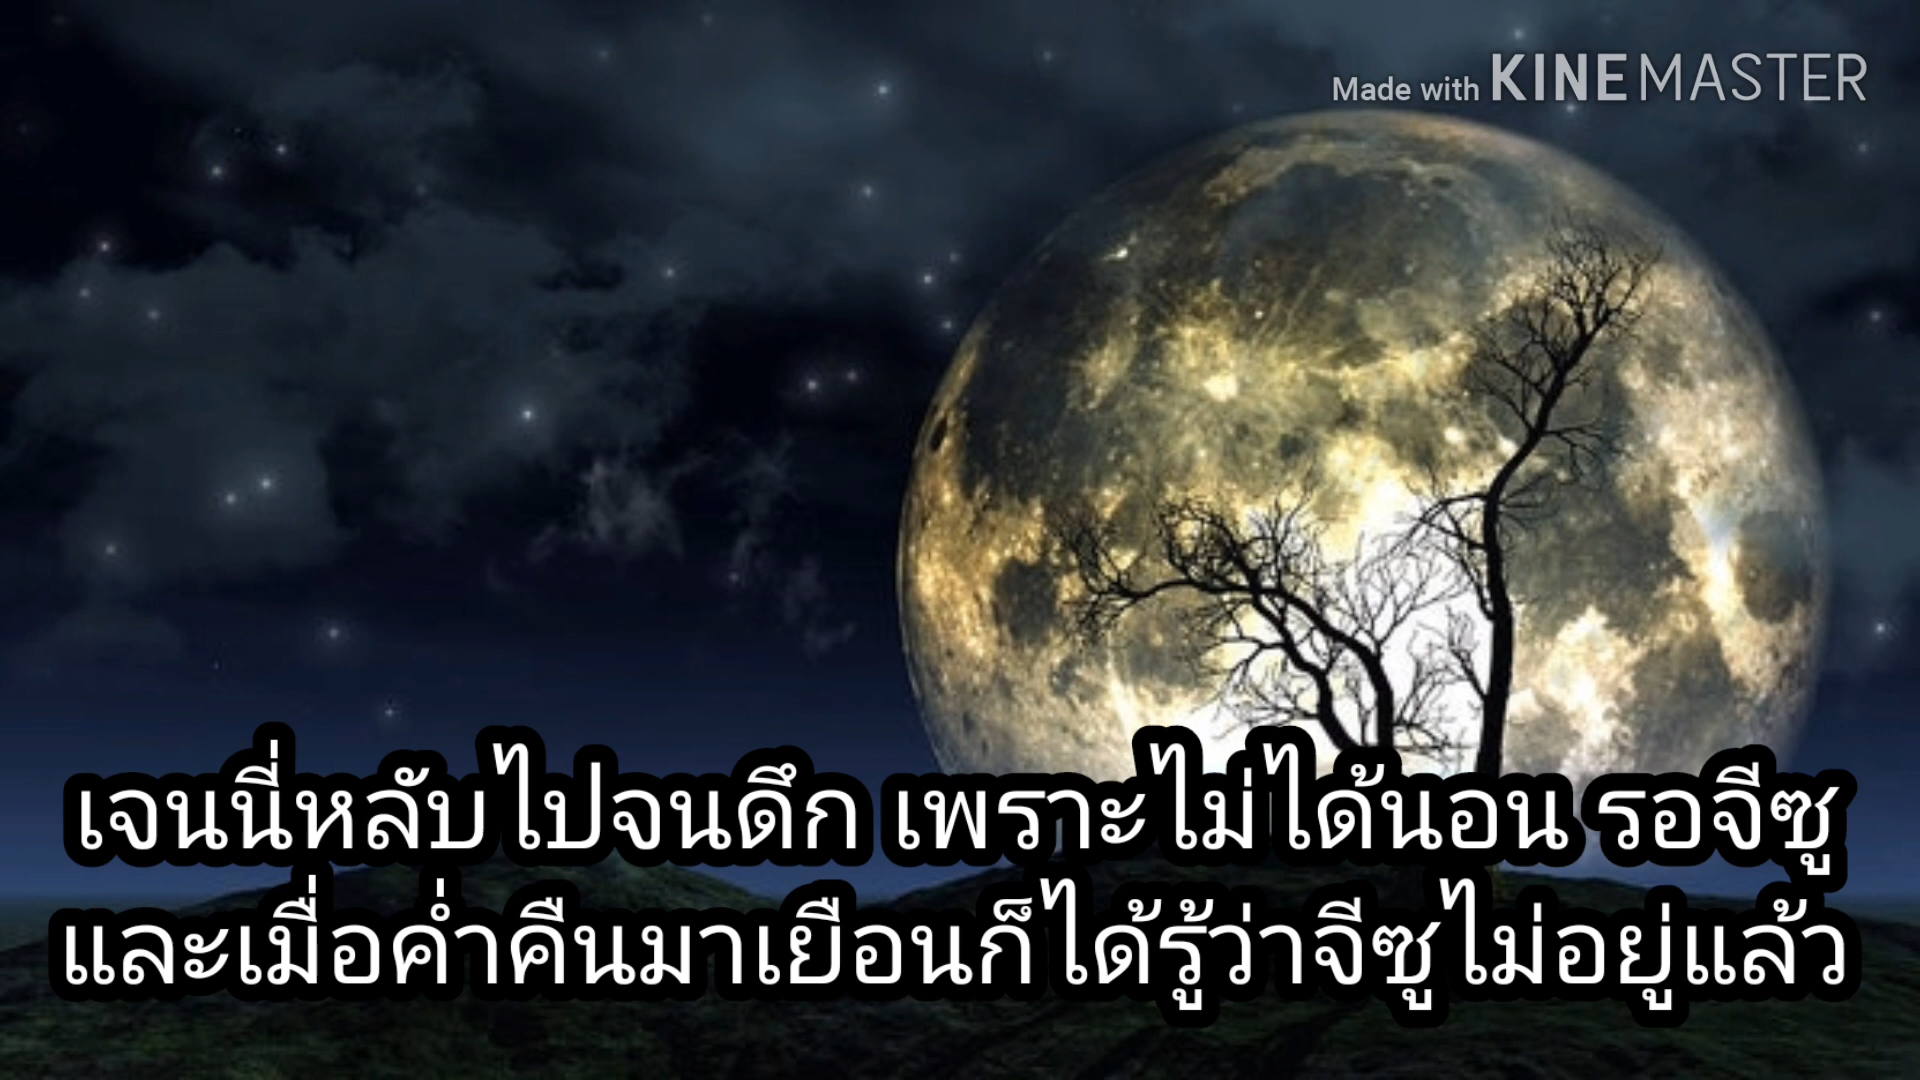 Made with KINEMASTER
เจนนี่หลับไปจนดึก เพราะไม่ได้นอน รอจีซู
และเมื่อค่ำคืนมาเยือนก็ได้รู้ว่าจีซูไม่อยู่แล้ว